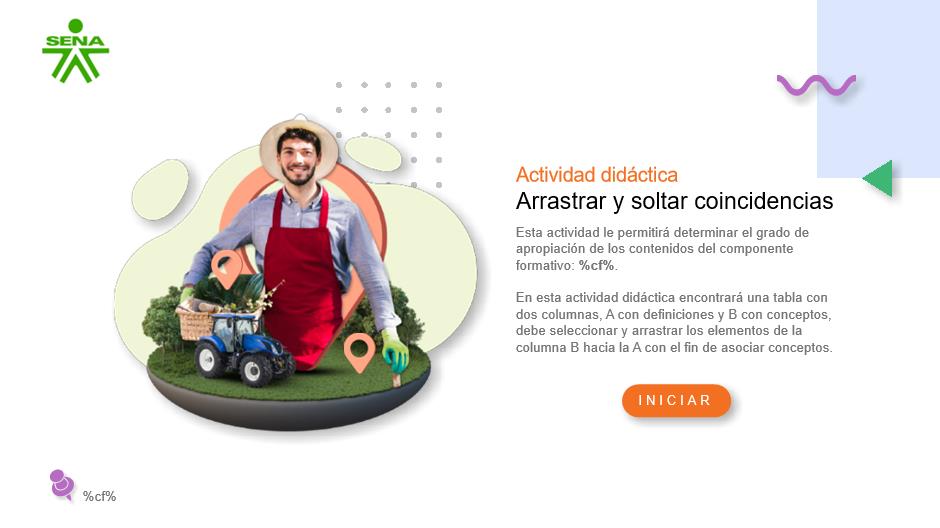 SENA
Actividad didáctica
Arrastrar y soltar coincidencias
Esta actividad le permitirá determinar el grado de
apropiación de los contenidos del componente
formativo: %cf%.
En esta actividad didáctica encontrará una tabla con
dos columnas, A con definiciones y B con conceptos,
debe seleccionar y arrastrar los elementos de la
columna B hacia la A con el fin de asociar conceptos.
INICIAR
%cf%